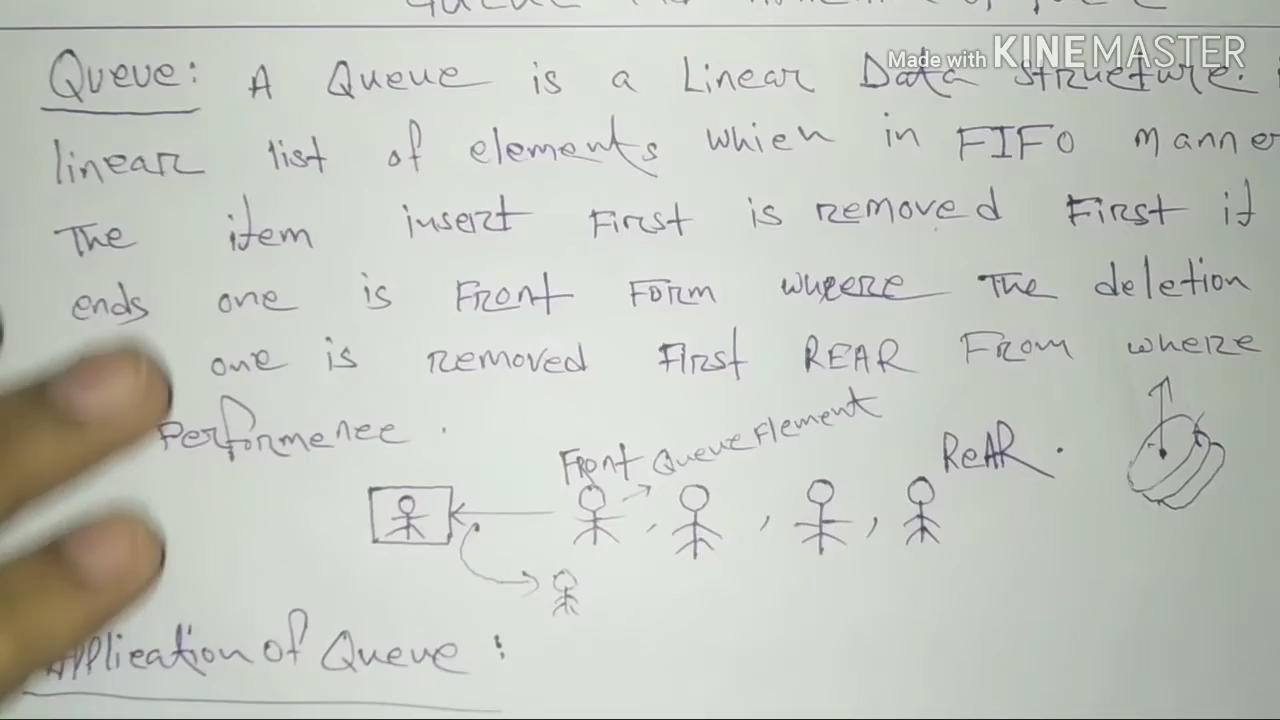 Made with KINEMASTER
Queue: A Queue is a Linear Data structure.
linear list of elements which in FIFO manner
The item insert First is removed First it
ends one is Front Form wheere The deletion
one is removed First REAR From where
Performenee .
Front Queue Element
ReAR .
Application of Queue :